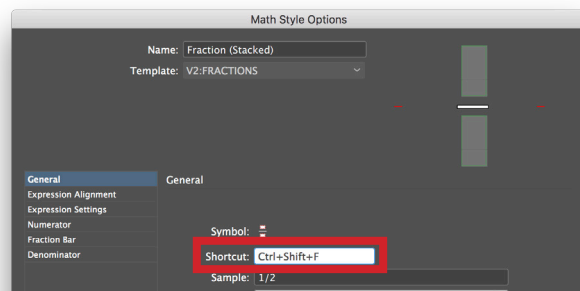 Math Style Options
Name: Fraction (Stacked)
Template: V2:FRACTIONS
General
Expression Alignment
Expression Settings
Numerator
Fraction Bar
Denominator
General
Symbol:
Shortcut: Ctrl+Shift+F
Sample: 1/2